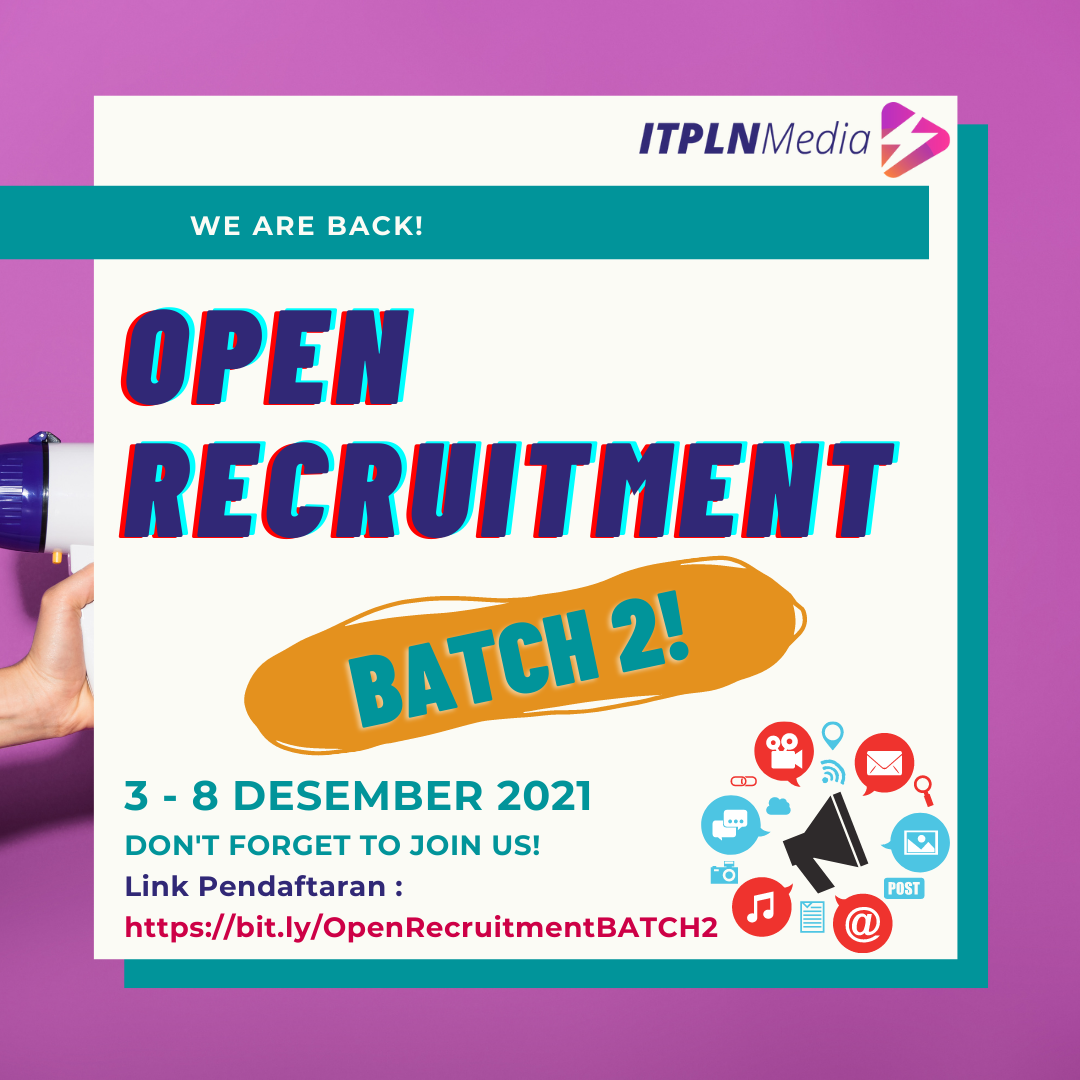 ITPLNMedia
WE ARE BACK!
OPEN
RECRUITMENT
BATCH 2!
3 - 8 DESEMBER 2021
DON'T FORGET TO JOIN US!
Link Pendaftaran :
https://bit.ly/OpenRecruitmentBATCH2
POST
@